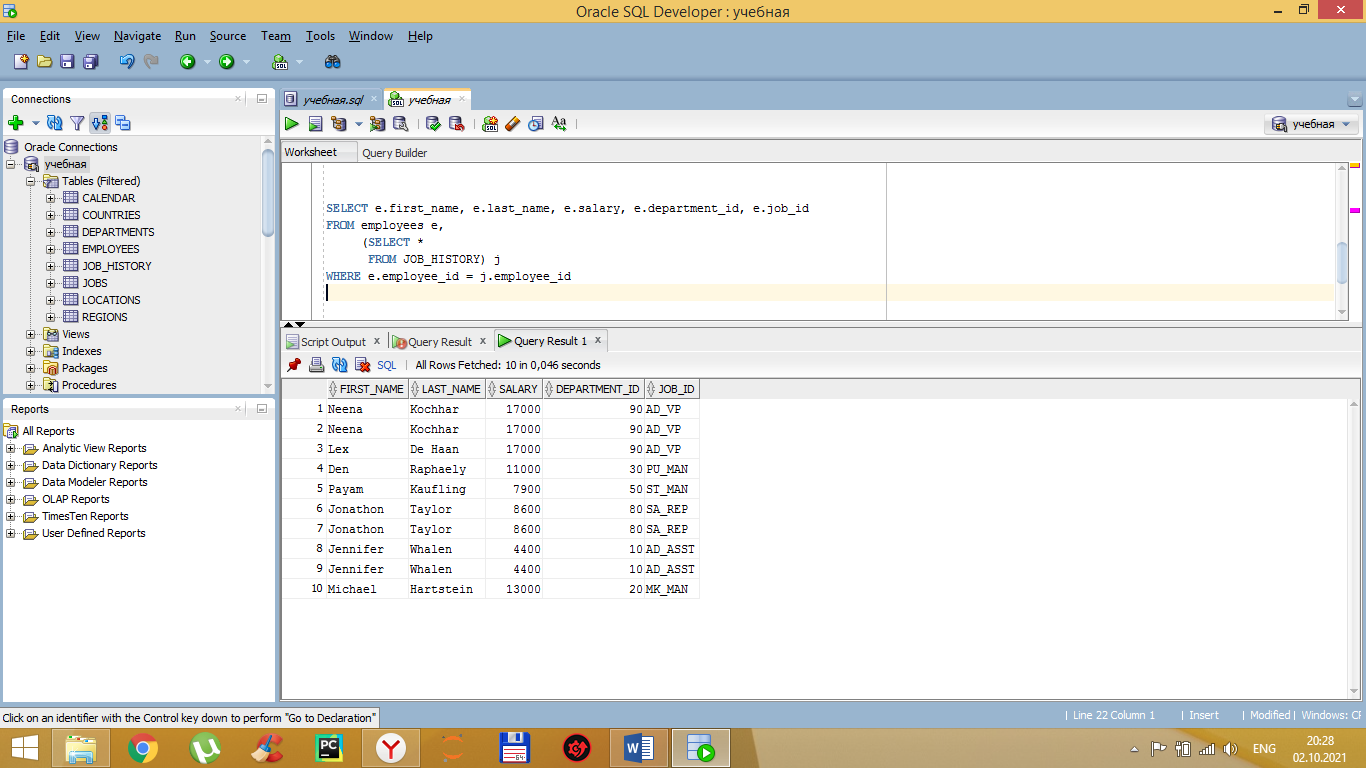 Oracle SQL Developer : учебная
File Edit View Navigate Run Source Team Tools Window Help
Connections
Oracle Connections
учебная
Tables (Filtered)
CALENDAR
COUNTRIES
DEPARTMENTS
EMPLOYEES
JOB_HISTORY
JOBS
LOCATIONS
REGIONS
Views
Indexes
Packages
Procedures
Reports
All Reports
Analytic View Reports
Data Dictionary Reports
Data Modeler Reports
OLAP Reports
TimesTen Reports
User Defined Reports
учебная.sql учебная
учебная
Worksheet Query Builder
SELECT e.first_name, e.last_name, e.salary, e.department_id, e.job_id
FROM employees e,
(SELECT *
FROM JOB_HISTORY) j
WHERE e.employee_id = j.employee_id
Script Output Query Result Query Result 1
SQL All Rows Fetched: 10 in 0,046 seconds
FIRST_NAME LAST_NAME SALARY DEPARTMENT_ID JOB_ID
1 Neena Kochhar 17000 90 AD_VP
2 Neena Kochhar 17000 90 AD_VP
3 Lex De Haan 17000 90 AD_VP
4 Den Raphaely 11000 30 PU_MAN
5 Payam Kaufling 7900 50 ST_MAN
6 Jonathon Taylor 8600 80 SA_REP
7 Jonathon Taylor 8600 80 SA_REP
8 Jennifer Whalen 4400 10 AD_ASST
9 Jennifer Whalen 4400 10 AD_ASST
10 Michael Hartstein 13000 20 MK_MAN
Click on an identifier with the Control key down to perform "Go to Declaration"
Line 22 Column 1 Insert Modified Windows: CF
ENG
20:28
02.10.2021